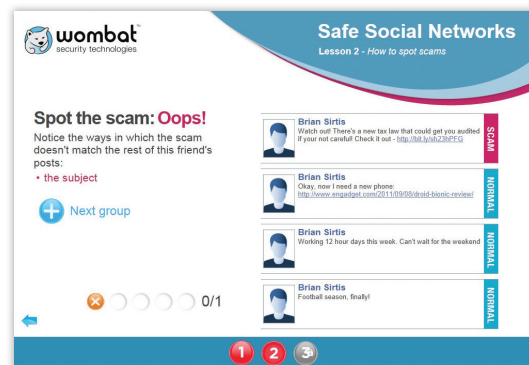 wombat
security technologies
Safe Social Networks
Lesson 2 - How to spot scams
Spot the scam: Oops!
Notice the ways in which the scam
doesn't match the rest of this friend's
posts:
• the subject
Next group
0/1
Brian Sirtis
Watch out! There's a new tax law that could get you audited
if your not careful! Check it out - http://bit.ly/sh23hPFG
SCAM
Brian Sirtis
Okay, now I need a new phone:
http://www.engadget.com/2011/09/08/droid-bionic-review/
NORMAL
Brian Sirtis
Working 12 hour days this week. Can't wait for the weekend
NORMAL
Brian Sirtis
Football season, finally!
NORMAL
1 2 3a